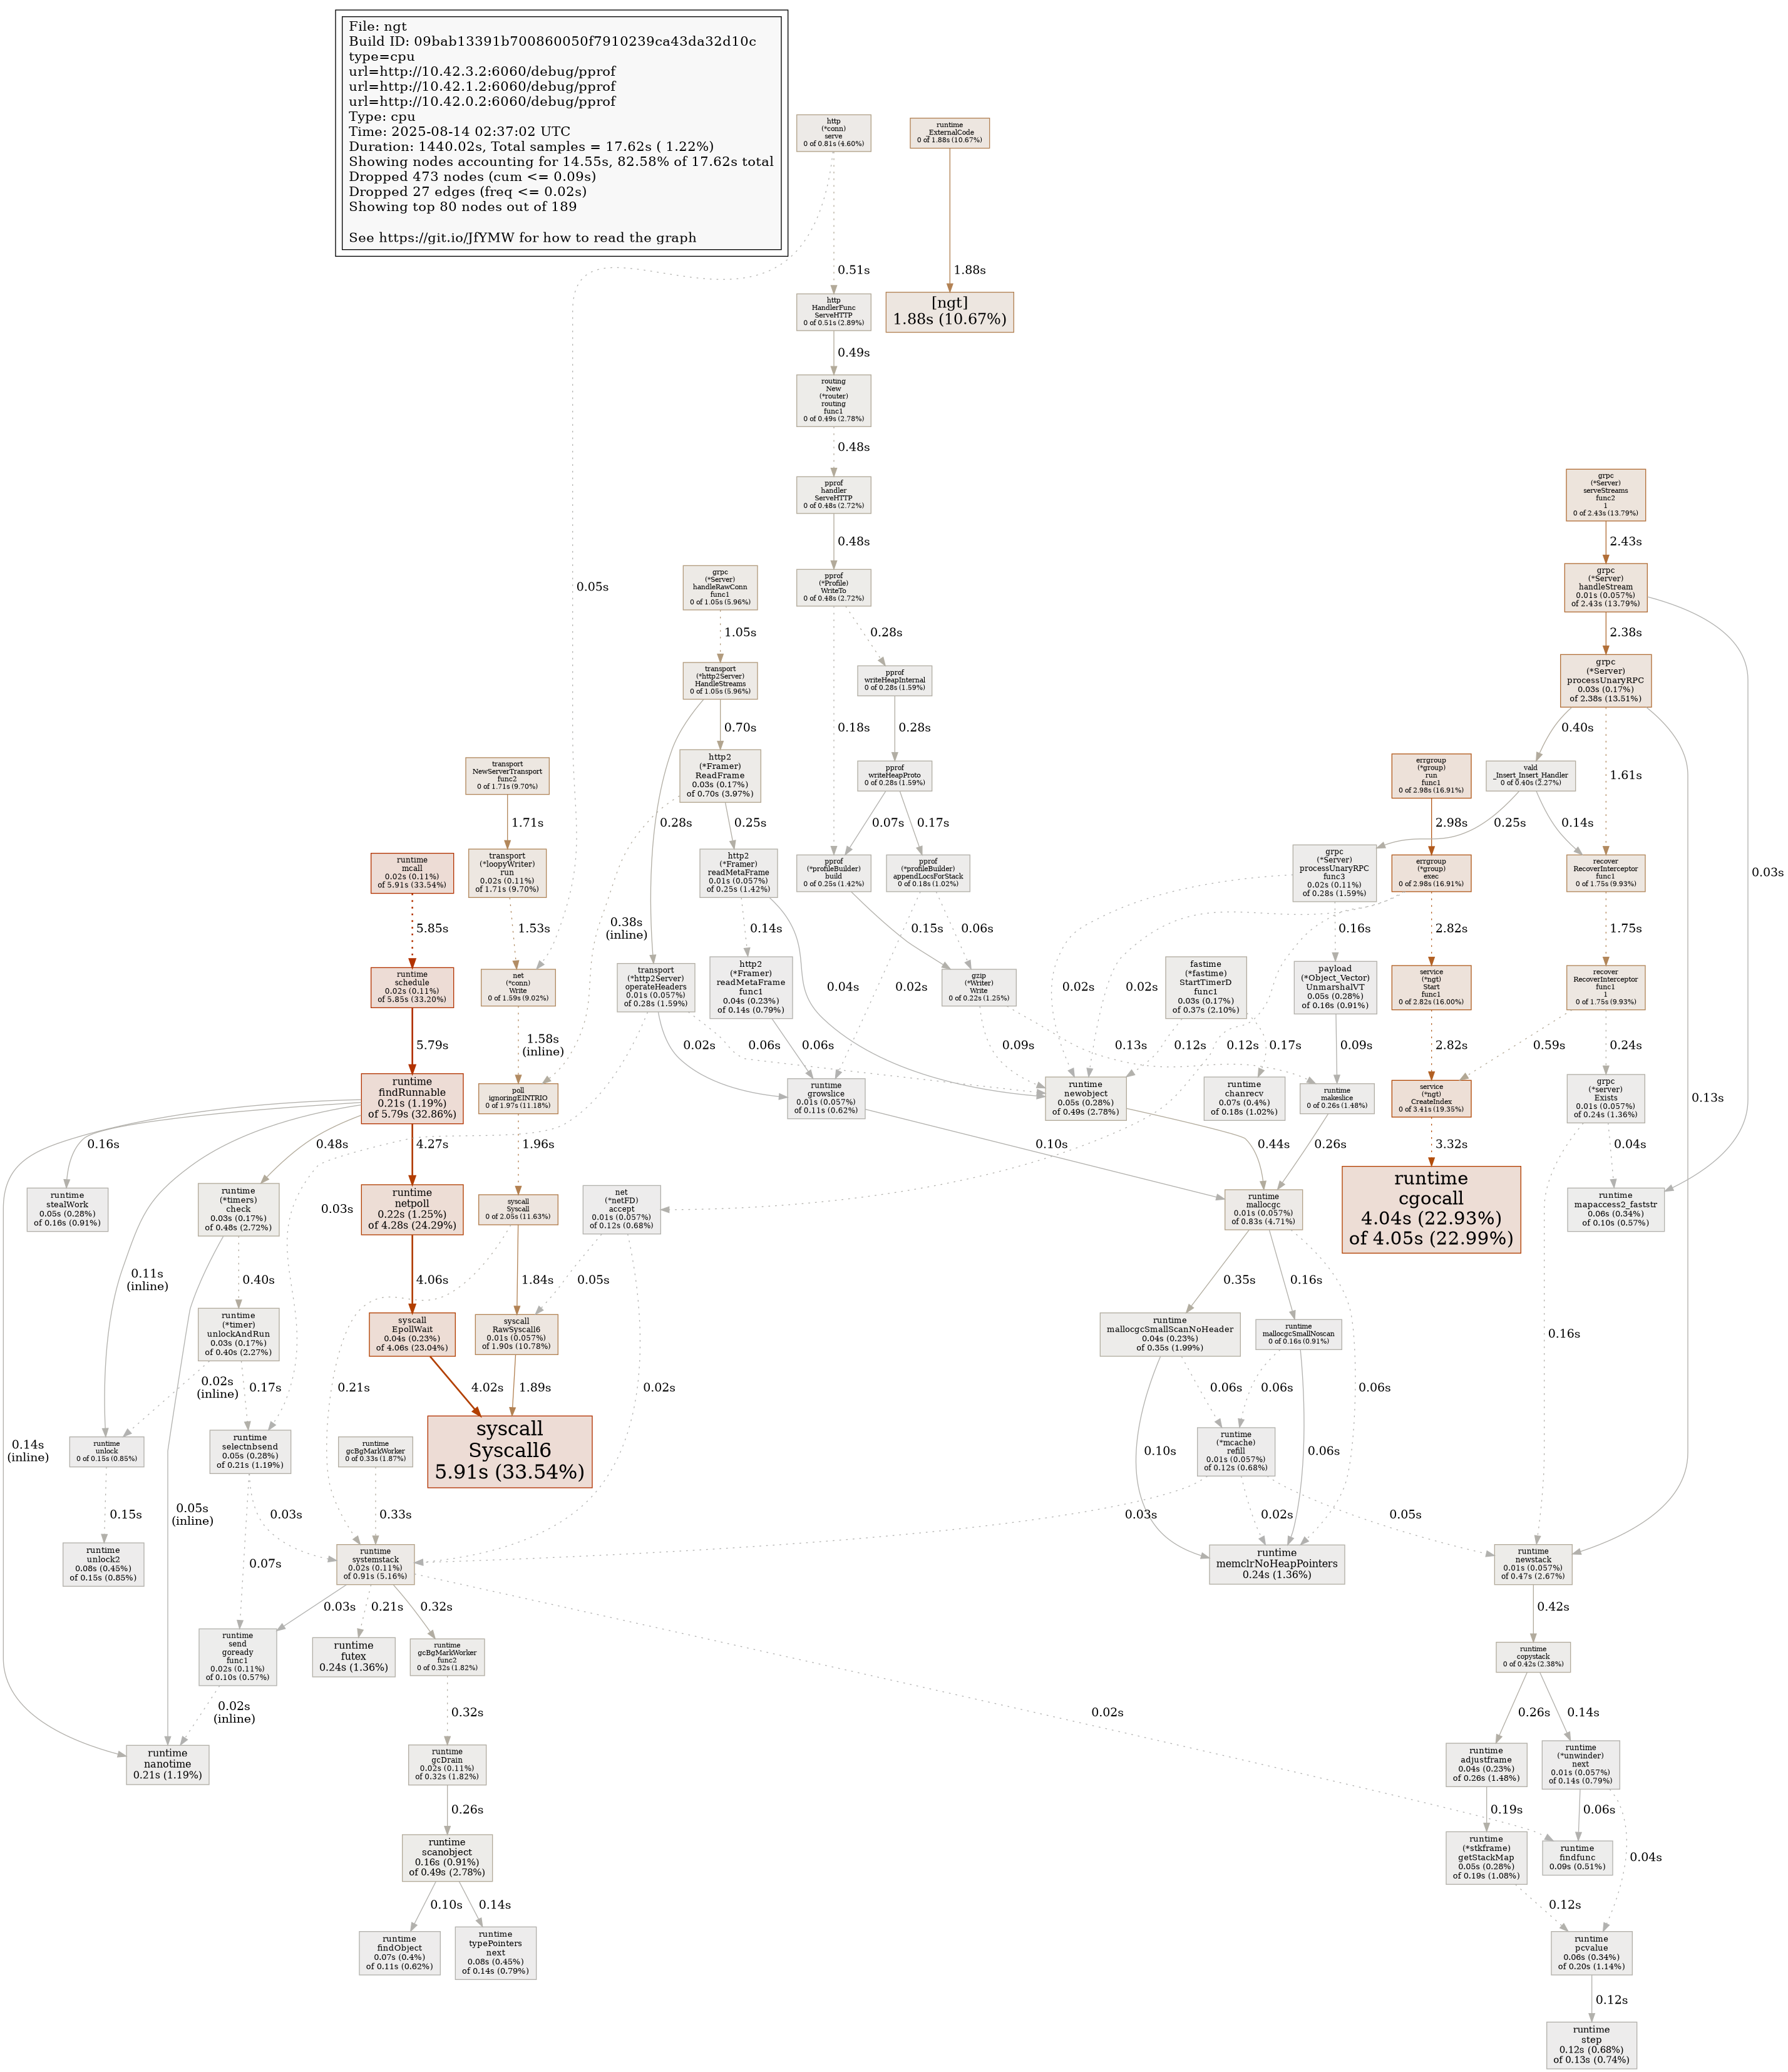 File: ngt
Build ID: 09bab13391b700860050f7910239ca43da32d10c
type=cpu
url=http://10.42.3.2:6060/debug/pprof
url=http://10.42.1.2:6060/debug/pprof
url=http://10.42.0.2:6060/debug/pprof
Type: cpu
Time: 2025-08-14 02:37:02 UTC
Duration: 1440.02s, Total samples = 17.62s ( 1.22%)
Showing nodes accounting for 14.55s, 82.58% of 17.62s total
Dropped 473 nodes (cum <= 0.09s)
Dropped 27 edges (freq <= 0.02s)
Showing top 80 nodes out of 189
See https://git.io/JfYMW for how to read the graph
http
(*conn)
serve
0 of 0.81s (4.60%)
runtime
_ExternalCode
0 of 1.88s (10.67%)
0.51s
1.88s
http
HandlerFunc
ServeHTTP
0 of 0.51s (2.89%)
[ngt]
1.88s (10.67%)
0.49s
routing
New
(*router)
routing
func1
0 of 0.49s (2.78%)
0.48s
pprof
handler
ServeHTTP
0 of 0.48s (2.72%)
grpc
(*Server)
serveStreams
func2
1
0 of 2.43s (13.79%)
0.48s
2.43s
0.05s
grpc
(*Server)
handleRawConn
func1
0 of 1.05s (5.96%)
pprof
(*Profile)
WriteTo
0 of 0.48s (2.72%)
grpc
(*Server)
handleStream
0.01s (0.057%)
of 2.43s (13.79%)
1.05s
0.28s
2.38s
transport
(*http2Server)
HandleStreams
0 of 1.05s (5.96%)
pprof
writeHeapInternal
0 of 0.28s (1.59%)
grpc
(*Server)
processUnaryRPC
0.03s (0.17%)
of 2.38s (13.51%)
0.70s
0.18s
0.28s
0.40s
transport
NewServerTransport
func2
0 of 1.71s (9.70%)
http2
(*Framer)
ReadFrame
0.03s (0.17%)
of 0.70s (3.97%)
pprof
writeHeapProto
0 of 0.28s (1.59%)
errgroup
(*group)
run
func1
0 of 2.98s (16.91%)
vald
_Insert_Insert_Handler
0 of 0.40s (2.27%)
1.61s
1.71s
0.28s
0.25s
0.07s
0.17s
2.98s
0.25s
0.14s
runtime
mcall
0.02s (0.11%)
of 5.91s (33.54%)
transport
(*loopyWriter)
run
0.02s (0.11%)
of 1.71s (9.70%)
http2
(*Framer)
readMetaFrame
0.01s (0.057%)
of 0.25s (1.42%)
pprof
(*profileBuilder)
build
0 of 0.25s (1.42%)
pprof
(*profileBuilder)
appendLocsForStack
0 of 0.18s (1.02%)
grpc
(*Server)
processUnaryRPC
func3
0.02s (0.11%)
of 0.28s (1.59%)
errgroup
(*group)
exec
0 of 2.98s (16.91%)
recover
RecoverInterceptor
func1
0 of 1.75s (9.93%)
0.03s
5.85s
1.53s
0.38s
(inline)
0.14s
0.15s
0.06s
0.16s
2.82s
1.75s
runtime
schedule
0.02s (0.11%)
of 5.85s (33.20%)
net
(*conn)
Write
0 of 1.59s (9.02%)
transport
(*http2Server)
operateHeaders
0.01s (0.057%)
of 0.28s (1.59%)
http2
(*Framer)
readMetaFrame
func1
0.04s (0.23%)
of 0.14s (0.79%)
0.04s
0.02s
gzip
(*Writer)
Write
0 of 0.22s (1.25%)
0.02s
0.02s
fastime
(*fastime)
StartTimerD
func1
0.03s (0.17%)
of 0.37s (2.10%)
payload
(*Object_Vector)
UnmarshalVT
0.05s (0.28%)
of 0.16s (0.91%)
service
(*ngt)
Start
func1
0 of 2.82s (16.00%)
recover
RecoverInterceptor
func1
1
0 of 1.75s (9.93%)
5.79s
1.58s
(inline)
0.02s
0.06s
0.06s
0.09s
0.13s
0.12s
0.12s
0.17s
0.09s
2.82s
0.59s
0.24s
runtime
findRunnable
0.21s (1.19%)
of 5.79s (32.86%)
poll
ignoringEINTRIO
0 of 1.97s (11.18%)
runtime
growslice
0.01s (0.057%)
of 0.11s (0.62%)
runtime
newobject
0.05s (0.28%)
of 0.49s (2.78%)
runtime
chanrecv
0.07s (0.4%)
of 0.18s (1.02%)
runtime
makeslice
0 of 0.26s (1.48%)
service
(*ngt)
CreateIndex
0 of 3.41s (19.35%)
grpc
(*server)
Exists
0.01s (0.057%)
of 0.24s (1.36%)
0.13s
0.16s
0.48s
4.27s
1.96s
0.10s
0.44s
0.26s
3.32s
0.04s
runtime
stealWork
0.05s (0.28%)
of 0.16s (0.91%)
runtime
(*timers)
check
0.03s (0.17%)
of 0.48s (2.72%)
0.03s
runtime
netpoll
0.22s (1.25%)
of 4.28s (24.29%)
syscall
Syscall
0 of 2.05s (11.63%)
net
(*netFD)
accept
0.01s (0.057%)
of 0.12s (0.68%)
runtime
mallocgc
0.01s (0.057%)
of 0.83s (4.71%)
runtime
cgocall
4.04s (22.93%)
of 4.05s (22.99%)
runtime
mapaccess2_faststr
0.06s (0.34%)
of 0.10s (0.57%)
0.11s
(inline)
0.40s
4.06s
1.84s
0.05s
0.35s
0.16s
runtime
(*timer)
unlockAndRun
0.03s (0.17%)
of 0.40s (2.27%)
syscall
EpollWait
0.04s (0.23%)
of 4.06s (23.04%)
syscall
RawSyscall6
0.01s (0.057%)
of 1.90s (10.78%)
runtime
mallocgcSmallScanNoHeader
0.04s (0.23%)
of 0.35s (1.99%)
runtime
mallocgcSmallNoscan
0 of 0.16s (0.91%)
0.16s
0.02s
(inline)
0.17s
0.21s
4.02s
1.89s
0.02s
0.06s
0.06s
0.06s
0.14s
(inline)
runtime
unlock
0 of 0.15s (0.85%)
runtime
selectnbsend
0.05s (0.28%)
of 0.21s (1.19%)
runtime
gcBgMarkWorker
0 of 0.33s (1.87%)
syscall
Syscall6
5.91s (33.54%)
0.10s
runtime
(*mcache)
refill
0.01s (0.057%)
of 0.12s (0.68%)
0.06s
0.15s
0.05s
(inline)
0.03s
0.33s
0.03s
0.02s
0.05s
runtime
unlock2
0.08s (0.45%)
of 0.15s (0.85%)
0.07s
runtime
systemstack
0.02s (0.11%)
of 0.91s (5.16%)
runtime
memclrNoHeapPointers
0.24s (1.36%)
runtime
newstack
0.01s (0.057%)
of 0.47s (2.67%)
0.03s
0.21s
0.32s
0.42s
runtime
send
goready
func1
0.02s (0.11%)
of 0.10s (0.57%)
runtime
futex
0.24s (1.36%)
runtime
gcBgMarkWorker
func2
0 of 0.32s (1.82%)
runtime
copystack
0 of 0.42s (2.38%)
0.02s
(inline)
0.32s
0.02s
0.26s
0.14s
runtime
nanotime
0.21s (1.19%)
runtime
gcDrain
0.02s (0.11%)
of 0.32s (1.82%)
runtime
adjustframe
0.04s (0.23%)
of 0.26s (1.48%)
runtime
(*unwinder)
next
0.01s (0.057%)
of 0.14s (0.79%)
0.26s
0.19s
0.06s
runtime
scanobject
0.16s (0.91%)
of 0.49s (2.78%)
runtime
(*stkframe)
getStackMap
0.05s (0.28%)
of 0.19s (1.08%)
runtime
findfunc
0.09s (0.51%)
0.04s
0.10s
0.14s
0.12s
runtime
findObject
0.07s (0.4%)
of 0.11s (0.62%)
runtime
typePointers
next
0.08s (0.45%)
of 0.14s (0.79%)
runtime
pcvalue
0.06s (0.34%)
of 0.20s (1.14%)
0.12s
runtime
step
0.12s (0.68%)
of 0.13s (0.74%)